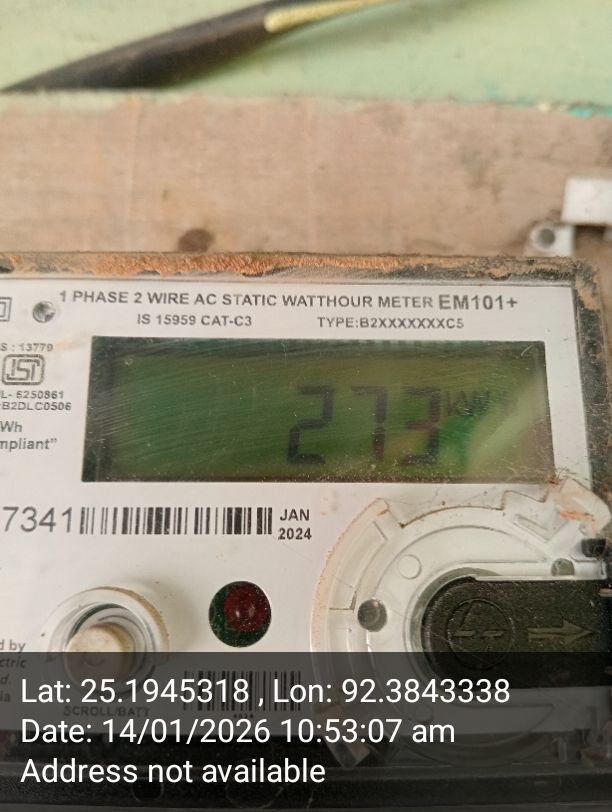 1 PHASE 2 WIRE AC STATIC WATTHOUR METER EM101+
IS 15959 CAT-C3 TYPE:B2XXXXXXXC5
S : 13779
ISI
L- 6250861
B2DLC0506
Wh
mpliant"
273 kWh
7341
JAN
2024
d by
ctric
d.
ia
SCROLL/BATT
Lat: 25.1945318 , Lon: 92.3843338
Date: 14/01/2026 10:53:07 am
Address not available